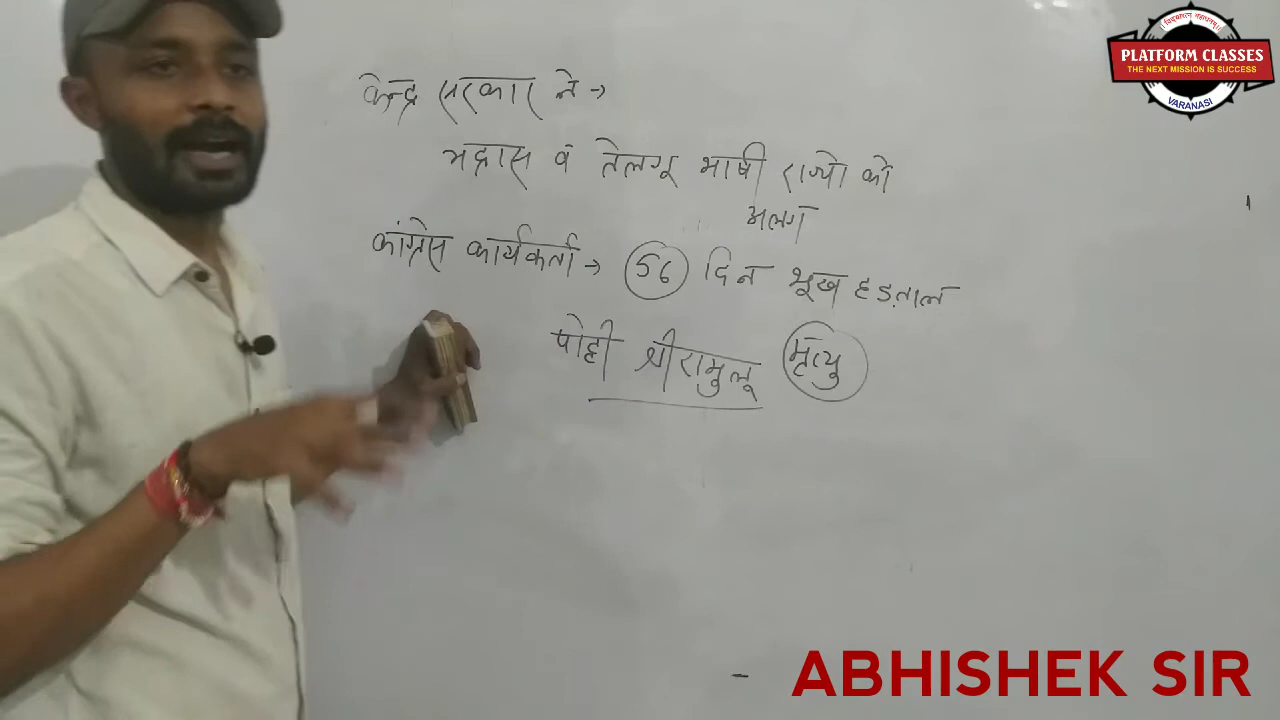 केन्द्र सरकार ने →
मद्रास व तेलगू भाषी राज्यो को
अलग
कांग्रेस कार्यकर्ता → 56 दिन भूख हड़ताल
पोट्टी श्रीरामुलू मृत्यु
PLATFORM CLASSES
THE NEXT MISSION IS SUCCESS
VARANASI
- ABHISHEK SIR